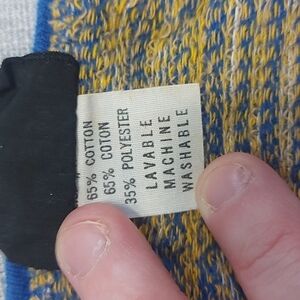 65% COTTON
65% COTON
35% POLYESTER
LAVABLE
MACHINE
WASHABLE